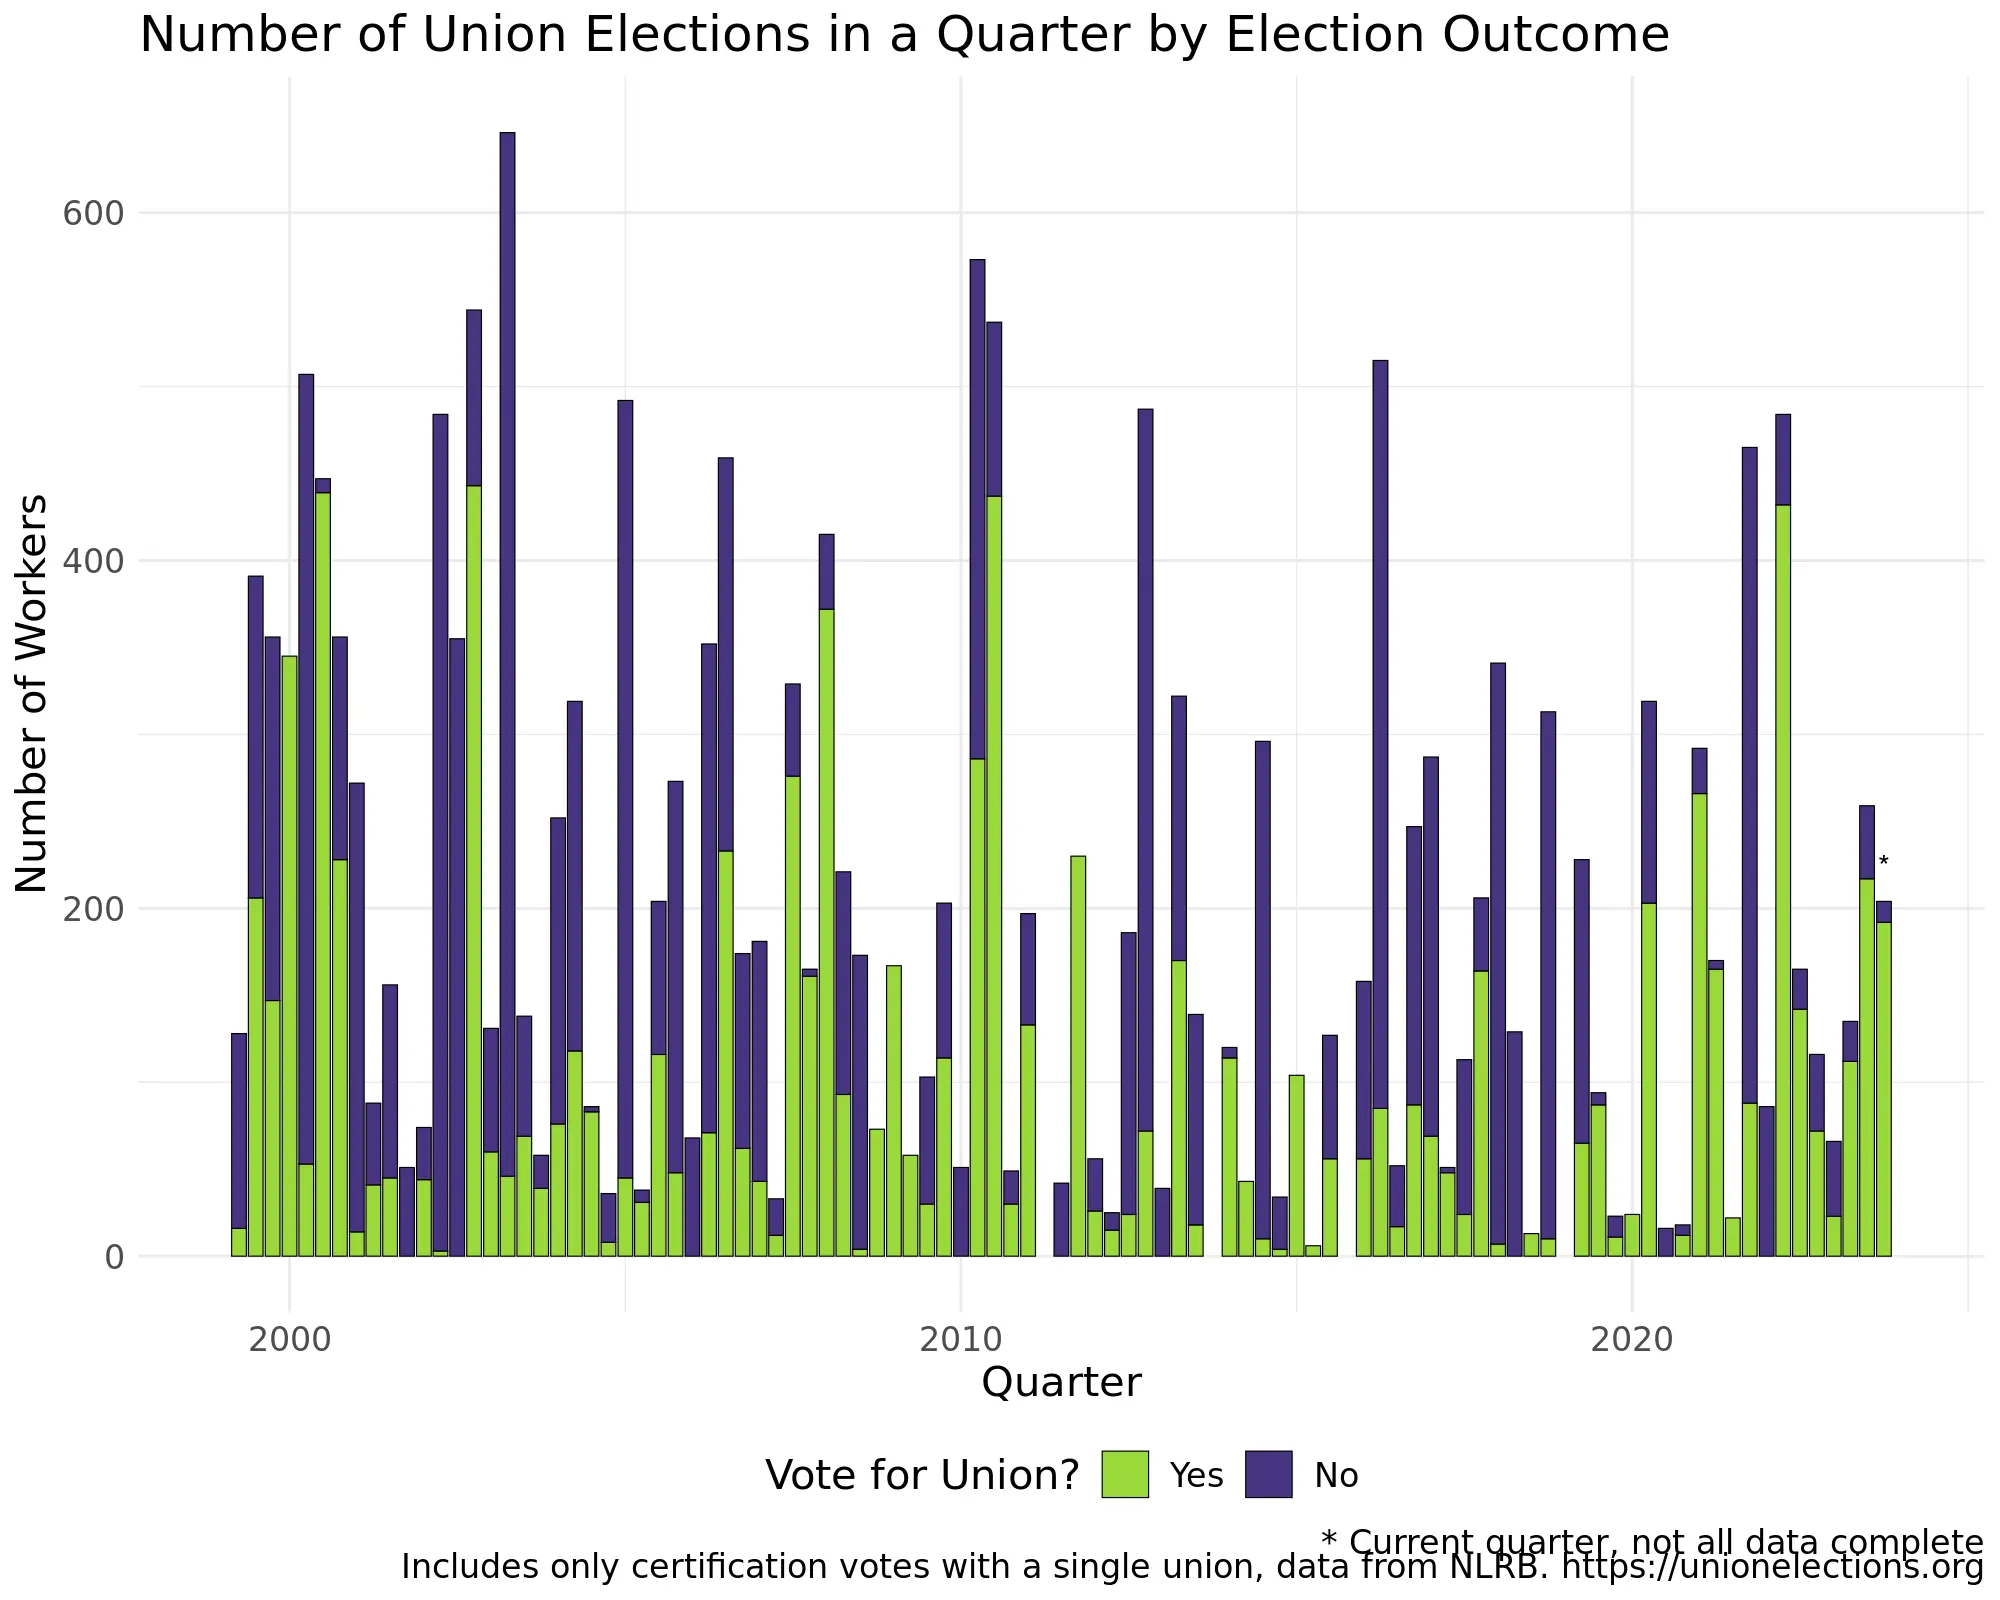 Number of Union Elections in a Quarter by Election Outcome
Number of Workers
600
400
200
0
*
2000
2010
2020
Quarter
Vote for Union? Yes No
* Current quarter, not all data complete
Includes only certification votes with a single union, data from NLRB. https://unionelections.org